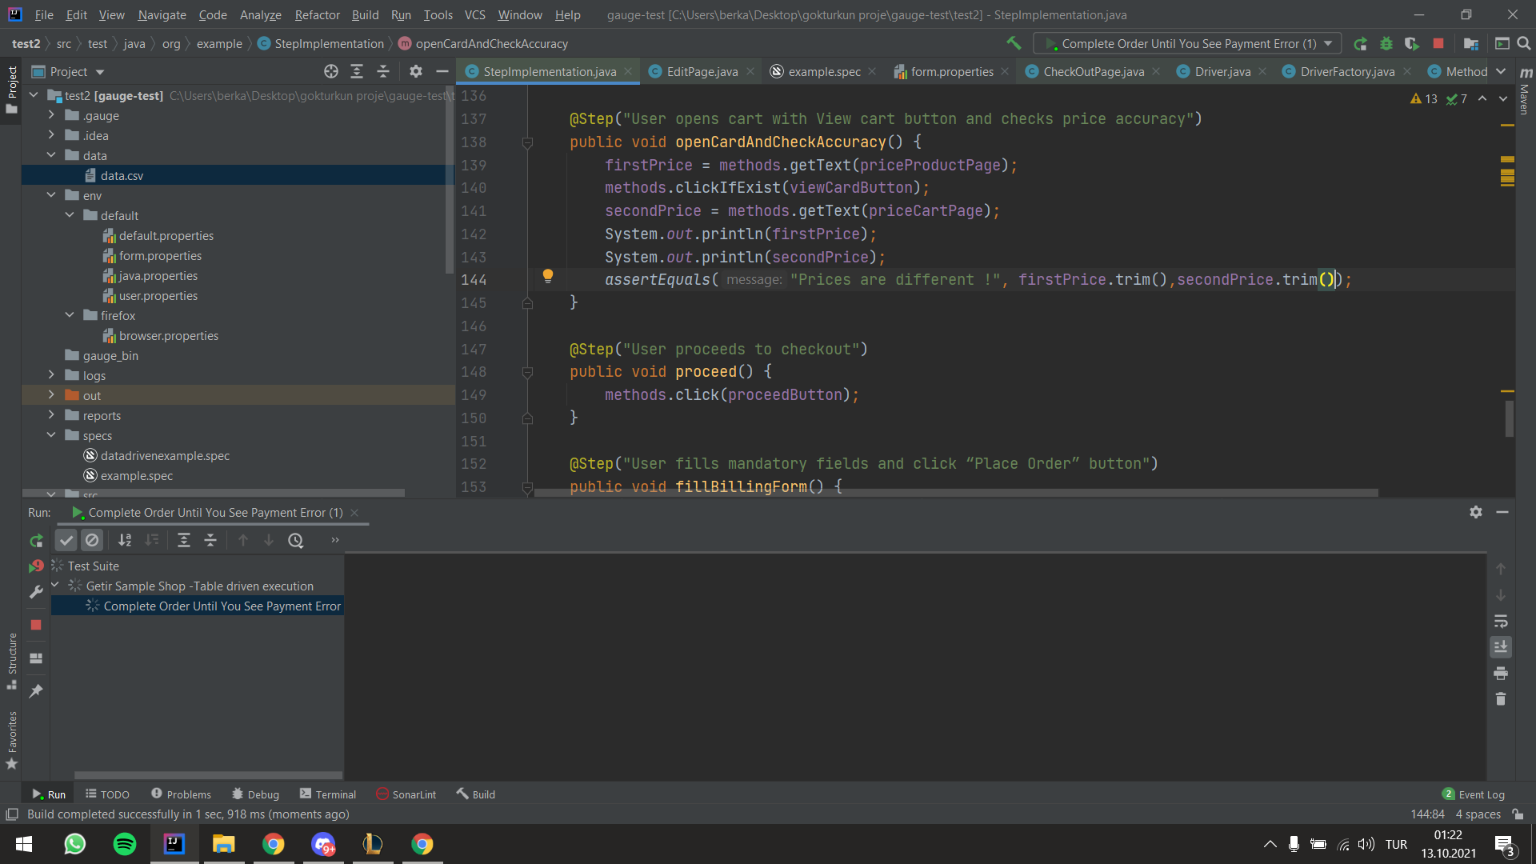 File Edit View Navigate Code Analyze Refactor Build Run Tools VCS Window Help gauge-test [C:\Users\berka\Desktop\gokturkun proje\gauge-test\test2] - StepImplementation.java
test2 src test java org example StepImplementation openCardAndCheckAccuracy Complete Order Until You See Payment Error (1)
Project StepImplementation.java EditPage.java example.spec form.properties CheckOutPage.java Driver.java DriverFactory.java Method
Project
Maven
test2 [gauge-test] C:\Users\berka\Desktop\gokturkun proje\gauge-test\t
.gauge
.idea
data
data.csv
env
default
default.properties
form.properties
java.properties
user.properties
firefox
browser.properties
gauge_bin
logs
out
reports
specs
datadrivenexample.spec
example.spec
src
13 7
136
137 @Step("User opens cart with View cart button and checks price accuracy")
138 public void openCardAndCheckAccuracy() {
139 firstPrice = methods.getText(priceProductPage);
140 methods.clickIfExist(viewCardButton);
141 secondPrice = methods.getText(priceCartPage);
142 System.out.println(firstPrice);
143 System.out.println(secondPrice);
144 assertEquals( message: "Prices are different !", firstPrice.trim(),secondPrice.trim());
145 }
146
147 @Step("User proceeds to checkout")
148 public void proceed() {
149 methods.click(proceedButton);
150 }
151
152 @Step("User fills mandatory fields and click “Place Order” button")
153 public void fillBillingForm() {
Run: Complete Order Until You See Payment Error (1)
Test Suite
Getir Sample Shop -Table driven execution
Complete Order Until You See Payment Error
Structure
Favorites
Run TODO Problems Debug Terminal SonarLint Build 2 Event Log
Build completed successfully in 1 sec, 918 ms (moments ago) 144:84 4 spaces
9+ TUR 01:22
13.10.2021 3